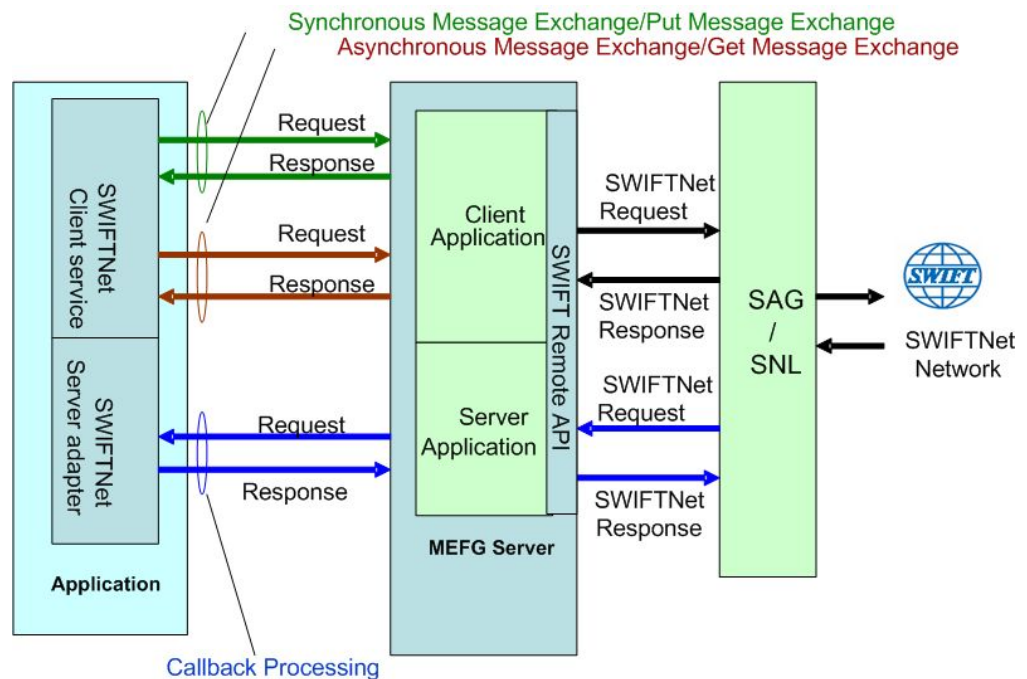 Synchronous Message Exchange/Put Message Exchange
Asynchronous Message Exchange/Get Message Exchange
SWIFTNet
Client service
SWIFTNet
Server adapter
Application
Request
Response
Request
Response
Request
Response
Callback Processing
Client
Application
Server
Application
SWIFT Remote API
MEFG Server
SWIFTNet
Request
SWIFTNet
Response
SWIFTNet
Request
SWIFTNet
Response
SAG
/
SNL
SWIFT
SWIFTNet
Network